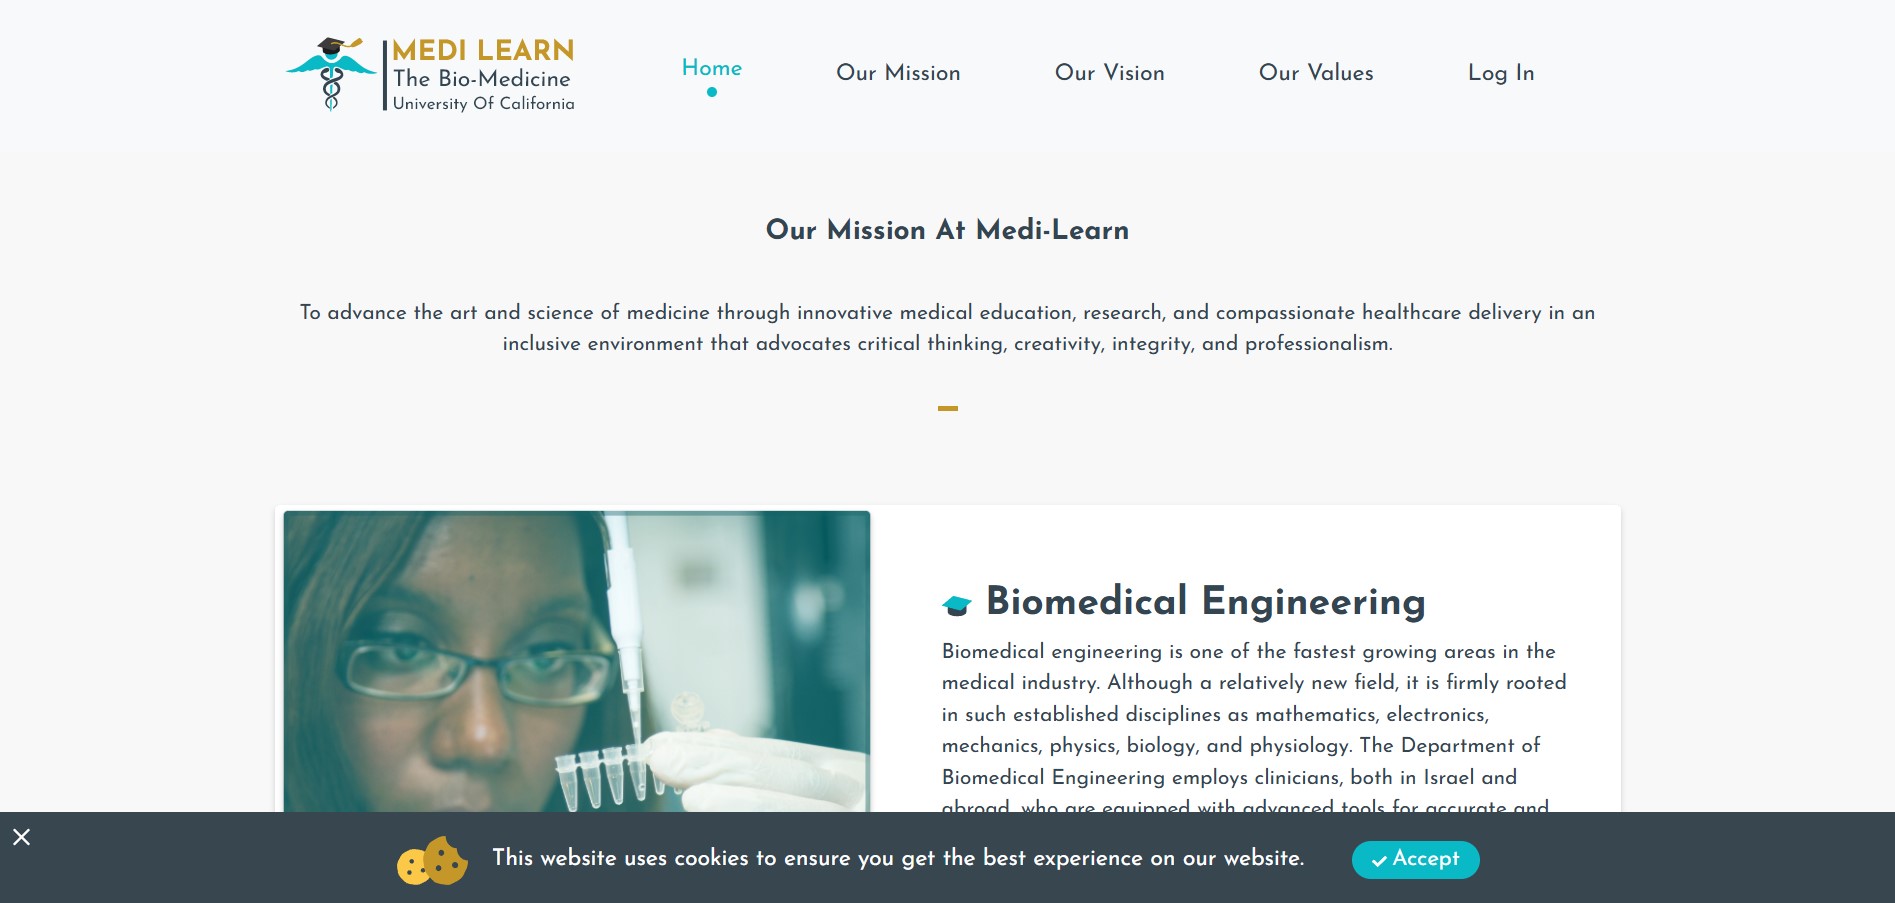 MEDI LEARN
The Bio-Medicine
University Of California
Home
Our Mission
Our Vision
Our Values
Log In
Our Mission At Medi-Learn
To advance the art and science of medicine through innovative medical education, research, and compassionate healthcare delivery in an
inclusive environment that advocates critical thinking, creativity, integrity, and professionalism.
Biomedical Engineering
Biomedical engineering is one of the fastest growing areas in the
medical industry. Although a relatively new field, it is firmly rooted
in such established disciplines as mathematics, electronics,
mechanics, physics, biology, and physiology. The Department of
Biomedical Engineering employs clinicians, both in Israel and
abroad, who are equipped with advanced tools for accurate and
This website uses cookies to ensure you get the best experience on our website.
Accept